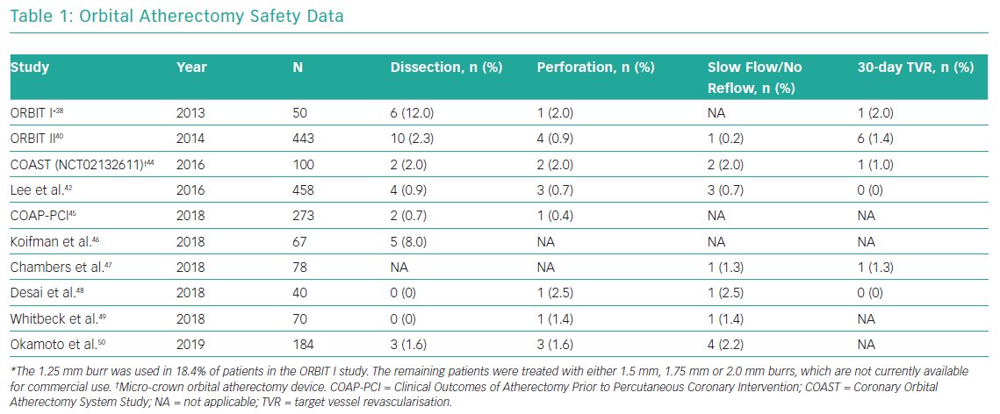 Table 1: Orbital Atherectomy Safety Data
Study Year N Dissection, n (%) Perforation, n (%) Slow Flow/No Reflow, n (%) 30-day TVR, n (%)
ORBIT I*³⁸ 2013 50 6 (12.0) 1 (2.0) NA 1 (2.0)
ORBIT II⁴⁰ 2014 443 10 (2.3) 4 (0.9) 1 (0.2) 6 (1.4)
COAST (NCT02132611)†⁴⁴ 2016 100 2 (2.0) 2 (2.0) 2 (2.0) 1 (1.0)
Lee et al.⁴² 2016 458 4 (0.9) 3 (0.7) 3 (0.7) 0 (0)
COAP-PCI⁴⁵ 2018 273 2 (0.7) 1 (0.4) NA NA
Koifman et al.⁴⁶ 2018 67 5 (8.0) NA NA NA
Chambers et al.⁴⁷ 2018 78 NA NA 1 (1.3) 1 (1.3)
Desai et al.⁴⁸ 2018 40 0 (0) 1 (2.5) 1 (2.5) 0 (0)
Whitbeck et al.⁴⁹ 2018 70 0 (0) 1 (1.4) 1 (1.4) NA
Okamoto et al.⁵⁰ 2019 184 3 (1.6) 3 (1.6) 4 (2.2) NA
*The 1.25 mm burr was used in 18.4% of patients in the ORBIT I study. The remaining patients were treated with either 1.5 mm, 1.75 mm or 2.0 mm burrs, which are not currently available
for commercial use. †Micro-crown orbital atherectomy device. COAP-PCI = Clinical Outcomes of Atherectomy Prior to Percutaneous Coronary Intervention; COAST = Coronary Orbital
Atherectomy System Study; NA = not applicable; TVR = target vessel revascularisation.